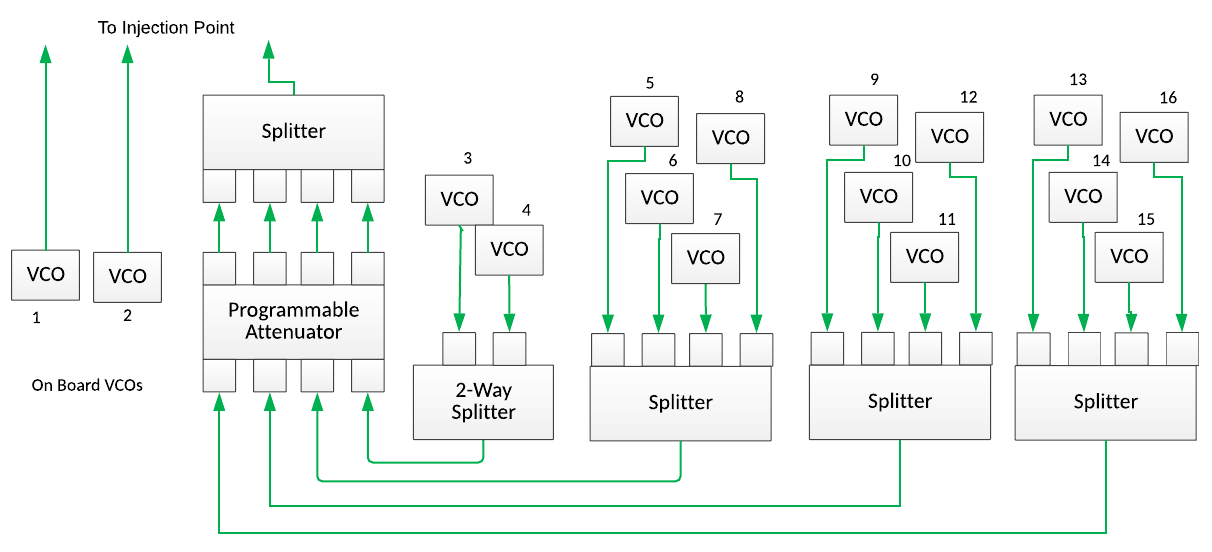 To Injection Point
5
8
9
12
13
16
VCO
VCO
VCO
VCO
VCO
VCO
Splitter
3
6
10
14
VCO
VCO
VCO
VCO
4
7
11
15
VCO
VCO
VCO
VCO
VCO
VCO
1
2
Programmable
Attenuator
On Board VCOs
2-Way
Splitter
Splitter
Splitter
Splitter